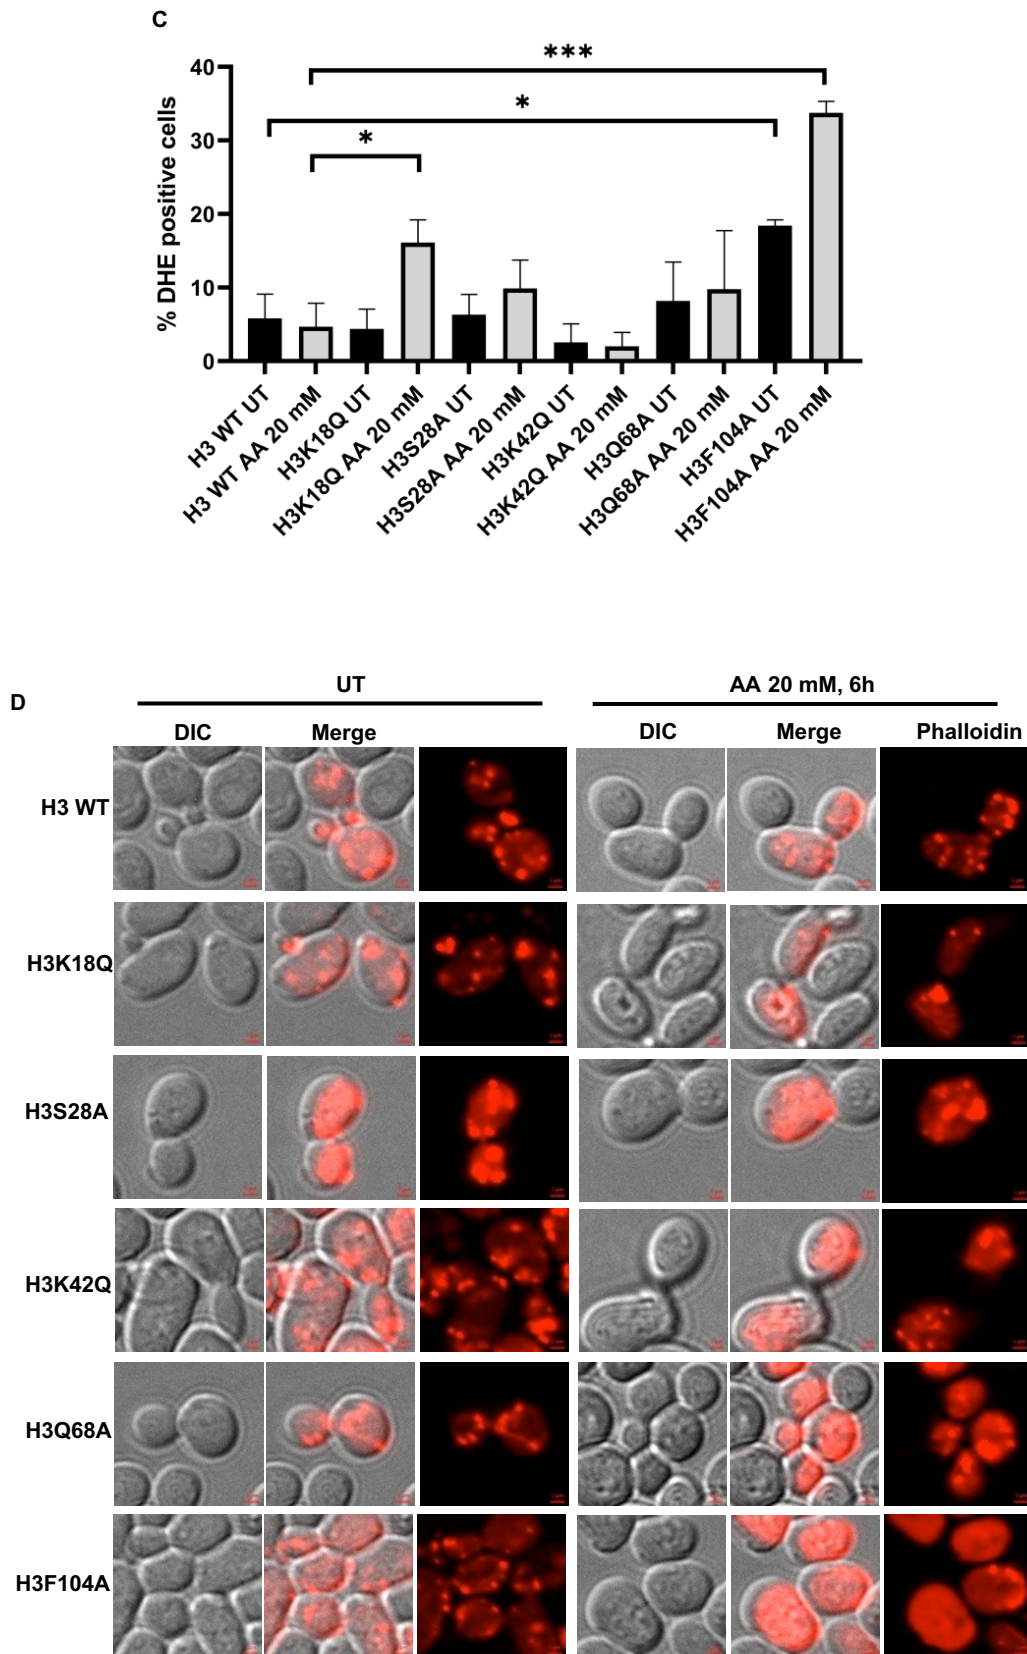 C
***
*
*
% DHE positive cells
40
30
20
10
0
H3 WT UT
H3 WT AA 20 mM
H3K18Q UT
H3K18Q AA 20 mM
H3S28A UT
H3S28A AA 20 mM
H3K42Q UT
H3K42Q AA 20 mM
H3Q68A UT
H3Q68A AA 20 mM
H3F104A UT
H3F104A AA 20 mM
D
UT
AA 20 mM, 6h
DIC Merge DIC Merge Phalloidin
H3 WT
H3K18Q
H3S28A
H3K42Q
H3Q68A
H3F104A